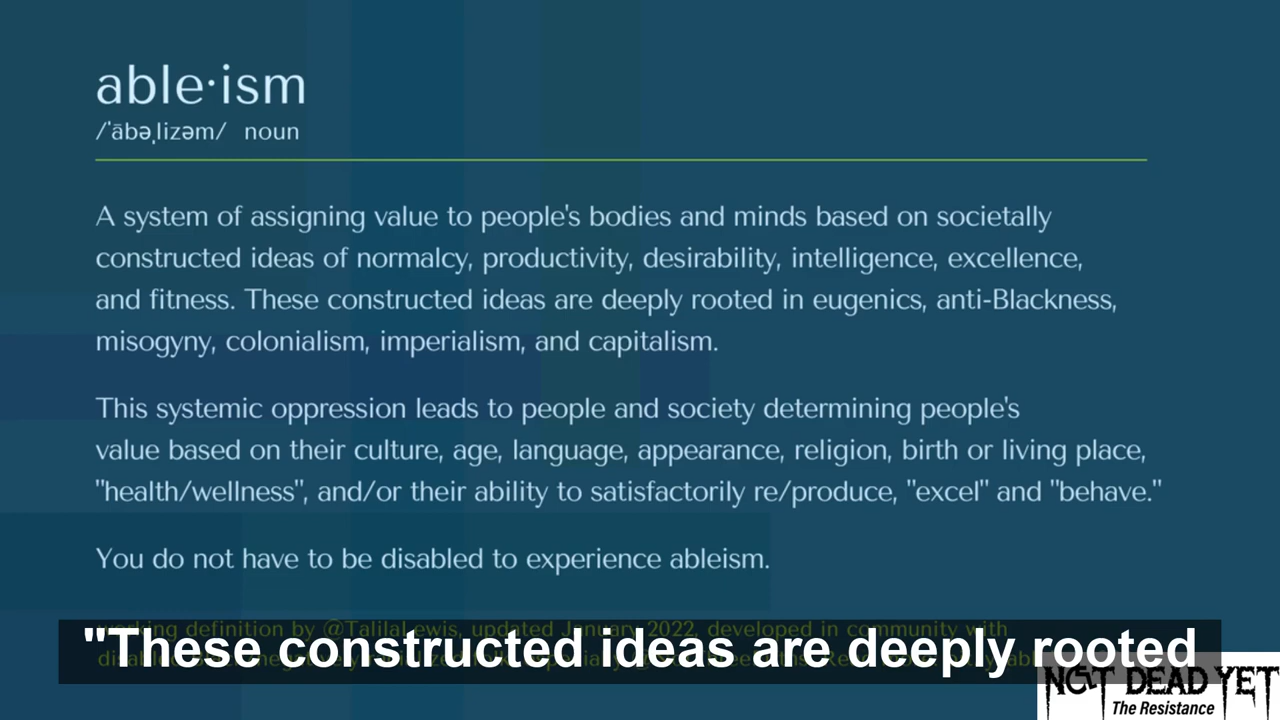 able·ism
/ˈābəˌlizəm/ noun
A system of assigning value to people's bodies and minds based on societally
constructed ideas of normalcy, productivity, desirability, intelligence, excellence,
and fitness. These constructed ideas are deeply rooted in eugenics, anti-Blackness,
misogyny, colonialism, imperialism, and capitalism.
This systemic oppression leads to people and society determining people's
value based on their culture, age, language, appearance, religion, birth or living place,
"health/wellness", and/or their ability to satisfactorily re/produce, "excel" and "behave."
You do not have to be disabled to experience ableism.
working definition by @TalilaLewis, updated January 2022, developed in community with
"These constructed ideas are deeply rooted
NOT DEAD YET
The Resistance